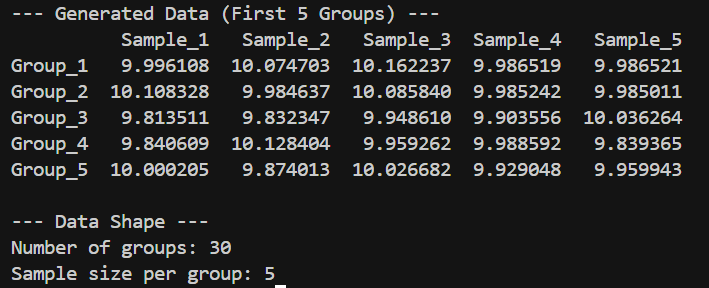 --- Generated Data (First 5 Groups) ---
Sample_1 Sample_2 Sample_3 Sample_4 Sample_5
Group_1 9.996108 10.074703 10.162237 9.986519 9.986521
Group_2 10.108328 9.984637 10.085840 9.985242 9.985011
Group_3 9.813511 9.832347 9.948610 9.903556 10.036264
Group_4 9.840609 10.128404 9.959262 9.988592 9.839365
Group_5 10.000205 9.874013 10.026682 9.929048 9.959943
--- Data Shape ---
Number of groups: 30
Sample size per group: 5